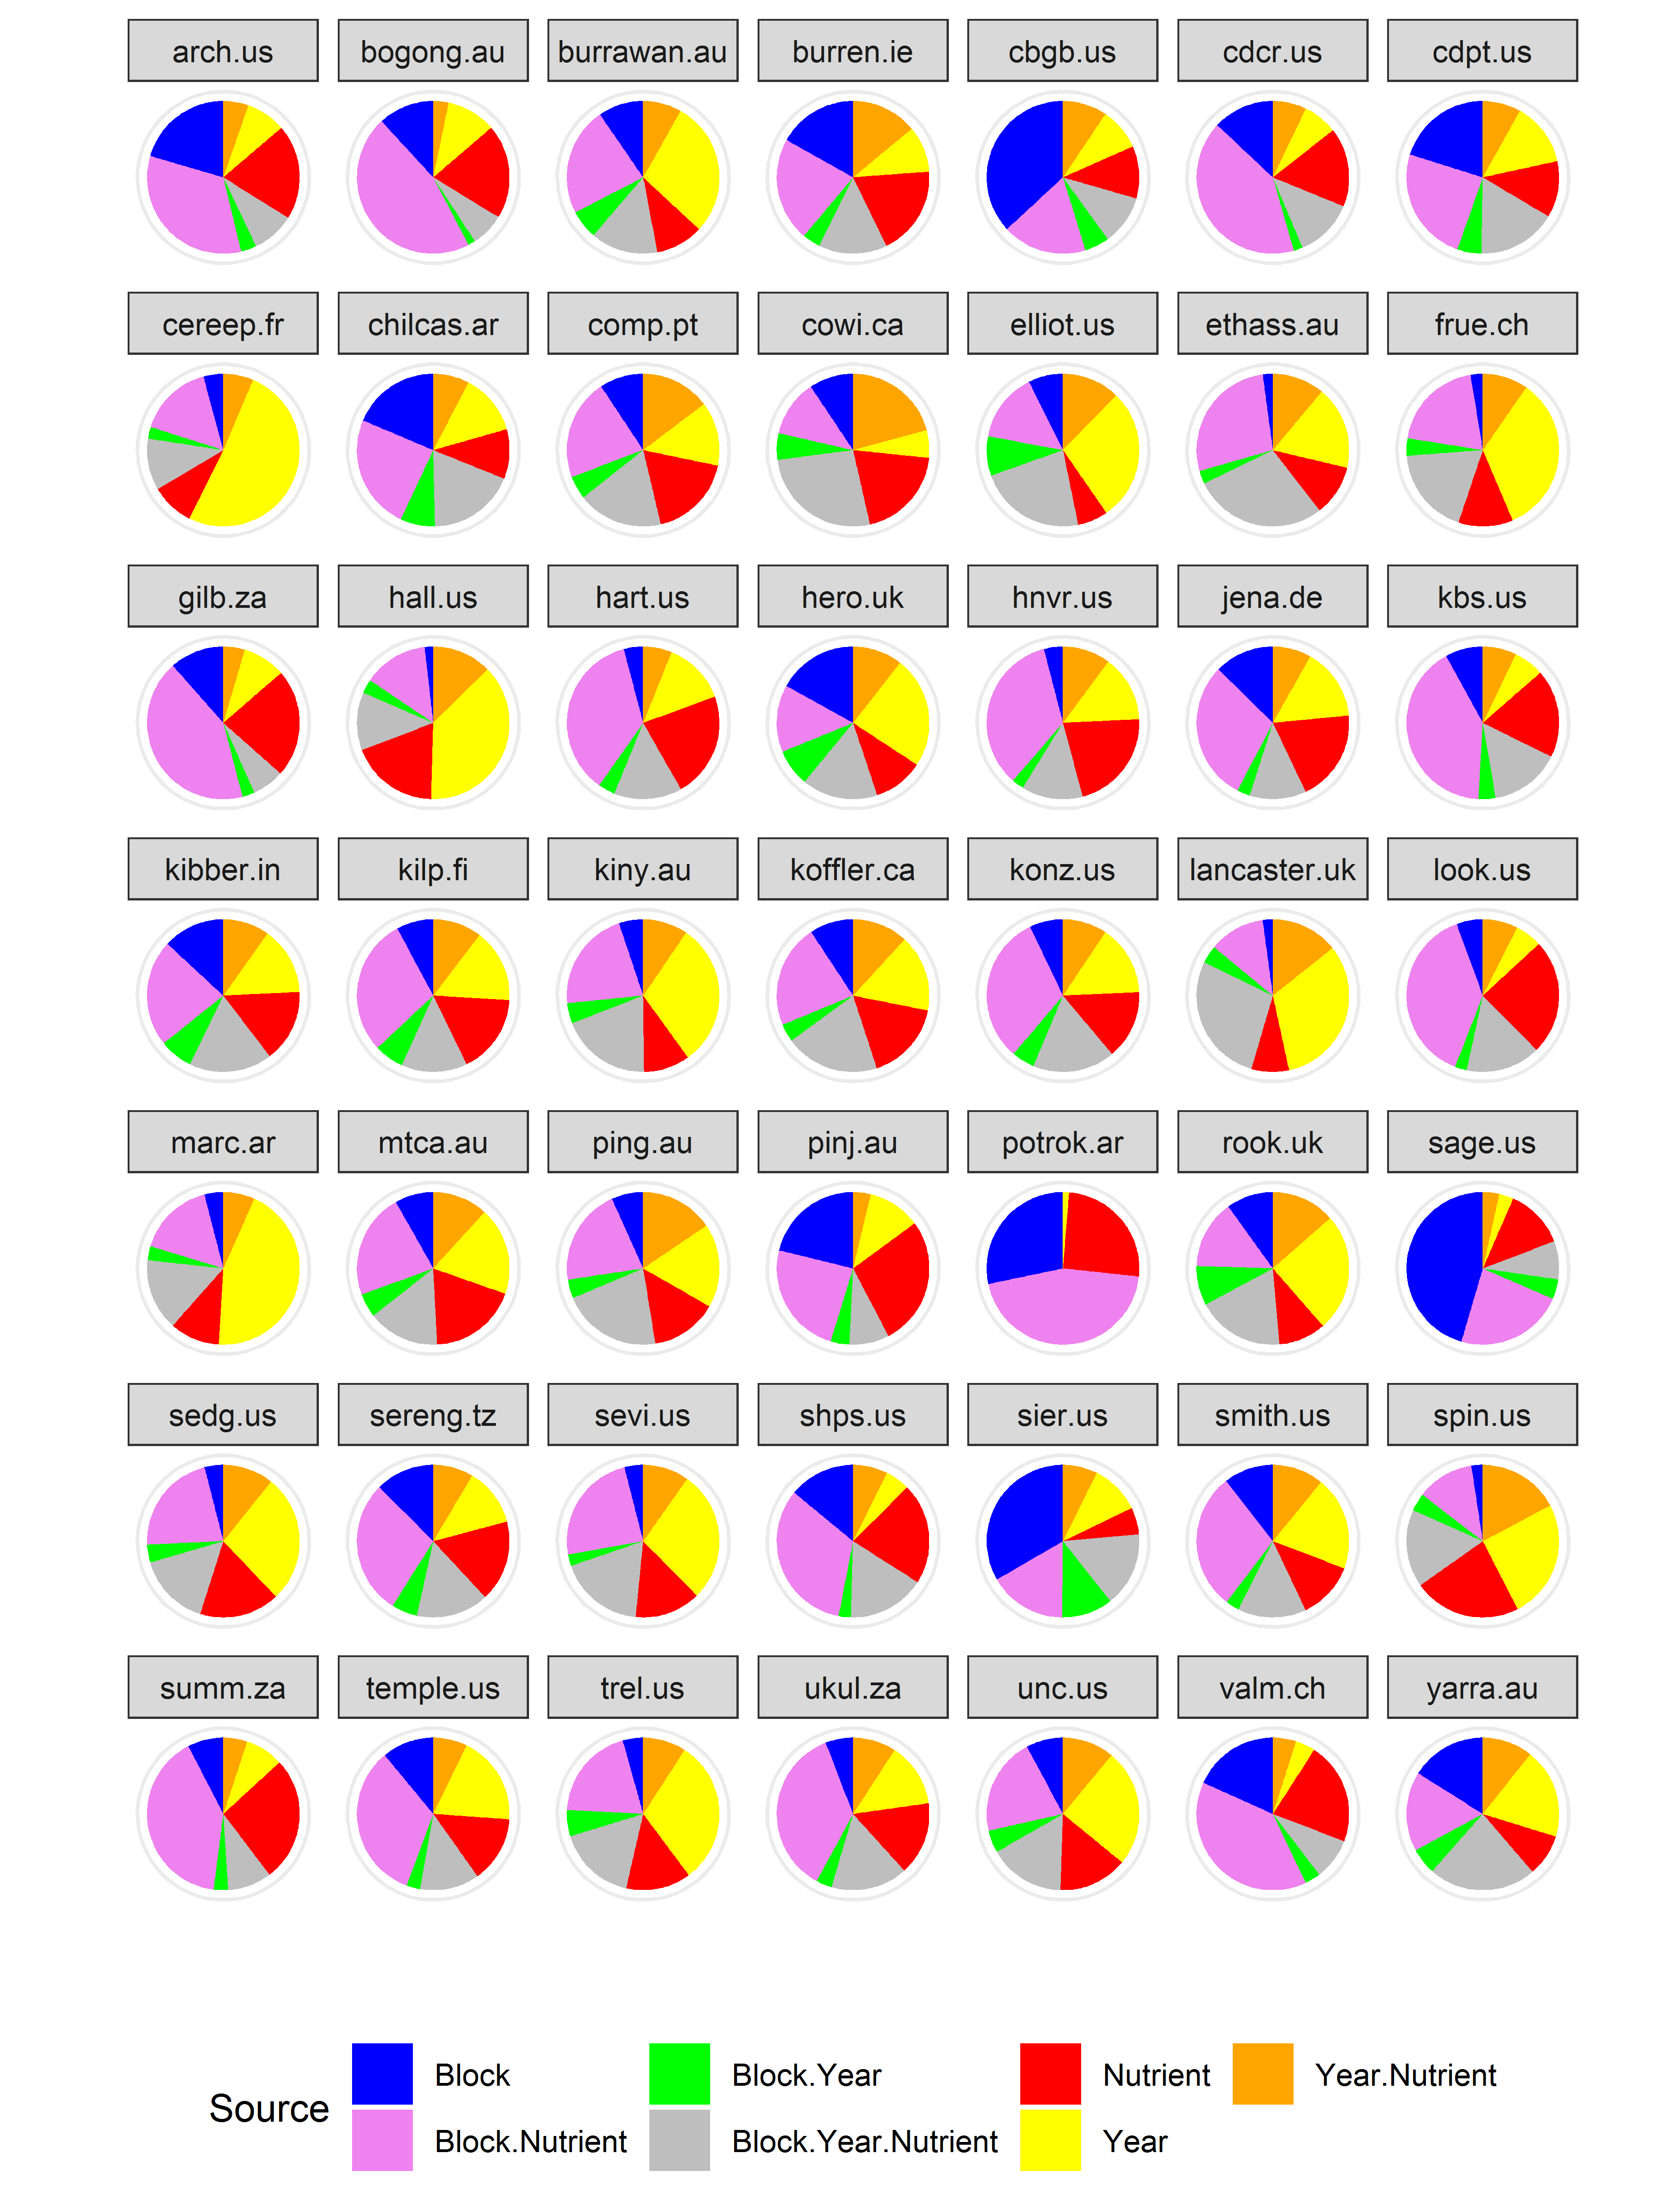 arch.us bogong.au burrawan.au burren.ie cbgb.us cdcr.us cdpt.us
cereep.fr chilcas.ar comp.pt cowi.ca elliot.us ethass.au frue.ch
gilb.za hall.us hart.us hero.uk hnvr.us jena.de kbs.us
kibber.in kilp.fi kiny.au koffler.ca konz.us lancaster.uk look.us
marc.ar mtca.au ping.au pinj.au potrok.ar rook.uk sage.us
sedg.us sereng.tz sevi.us shps.us sier.us smith.us spin.us
summ.za temple.us trel.us ukul.za unc.us valm.ch yarra.au
Source
Block Block.Year Nutrient Year.Nutrient
Block.Nutrient Block.Year.Nutrient Year